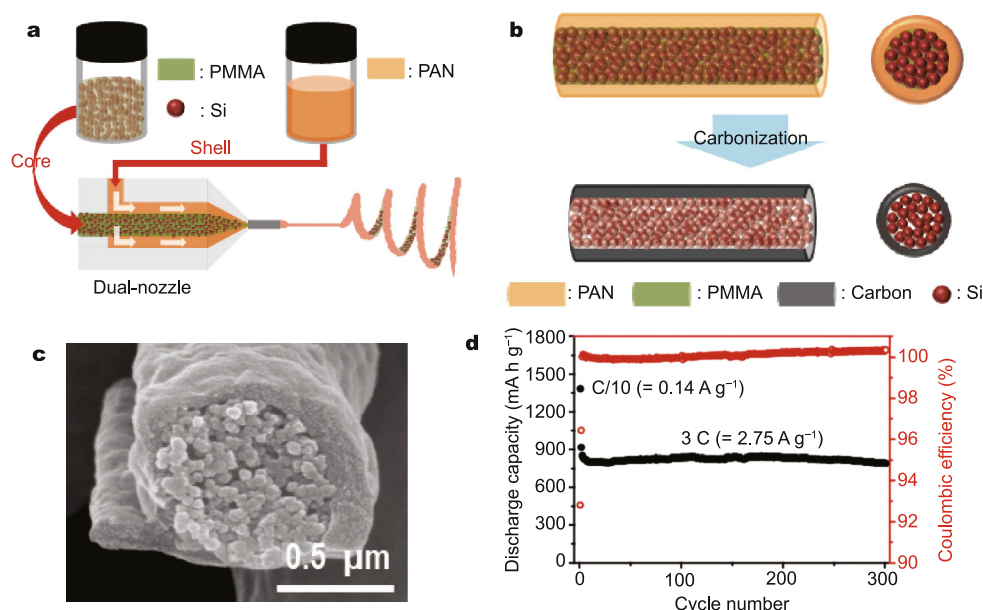 a
: PMMA
: Si
: PAN
Core
Shell
Dual-nozzle
b
Carbonization
: PAN
: PMMA
: Carbon
: Si
c
0.5 μm
d
Discharge capacity (mA h g⁻¹)
1800
1500
1200
900
600
300
0
C/10 (= 0.14 A g⁻¹)
3 C (= 2.75 A g⁻¹)
100
98
96
94
92
90
Coulombic efficiency (%)
0
100
200
300
Cycle number